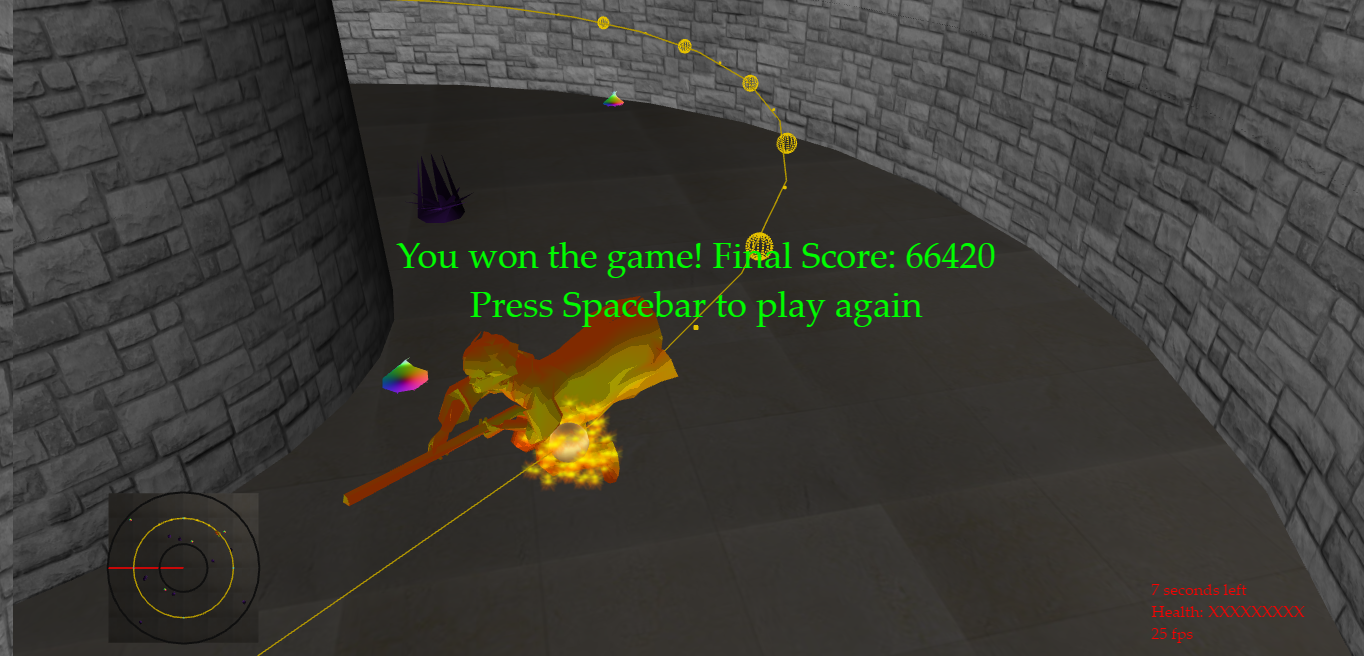 You won the game! Final Score: 66420
Press Spacebar to play again
7 seconds left
Health: XXXXXXXXX
25 fps